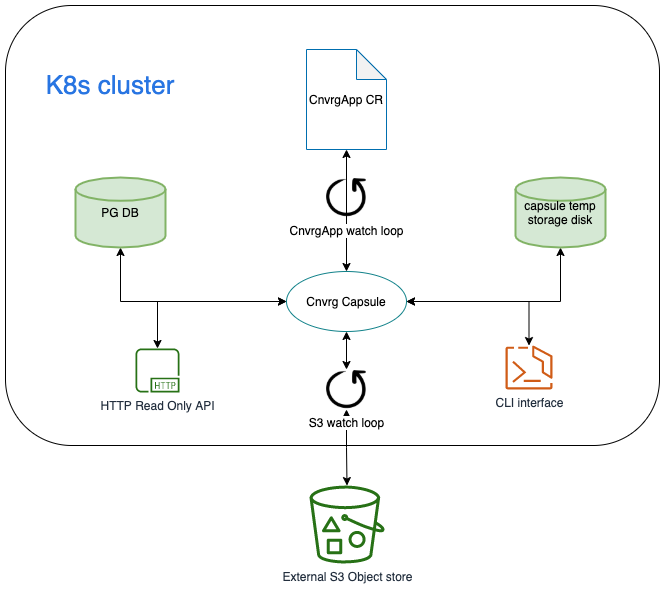 K8s cluster
CnvrgApp CR
PG DB
capsule temp
storage disk
CnvrgApp watch loop
Cnvrg Capsule
HTTP
HTTP Read Only API
CLI interface
S3 watch loop
External S3 Object store